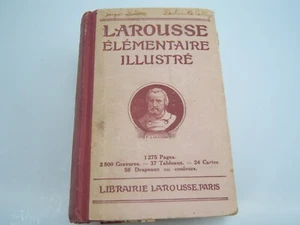 LAROUSSE
ÉLÉMENTAIRE
ILLUSTRÉ
1 275 Pages.
2 500 Gravures. — 37 Tableaux. — 24 Cartes
58 Drapeaux en couleurs.
LIBRAIRIE LAROUSSE, PARIS